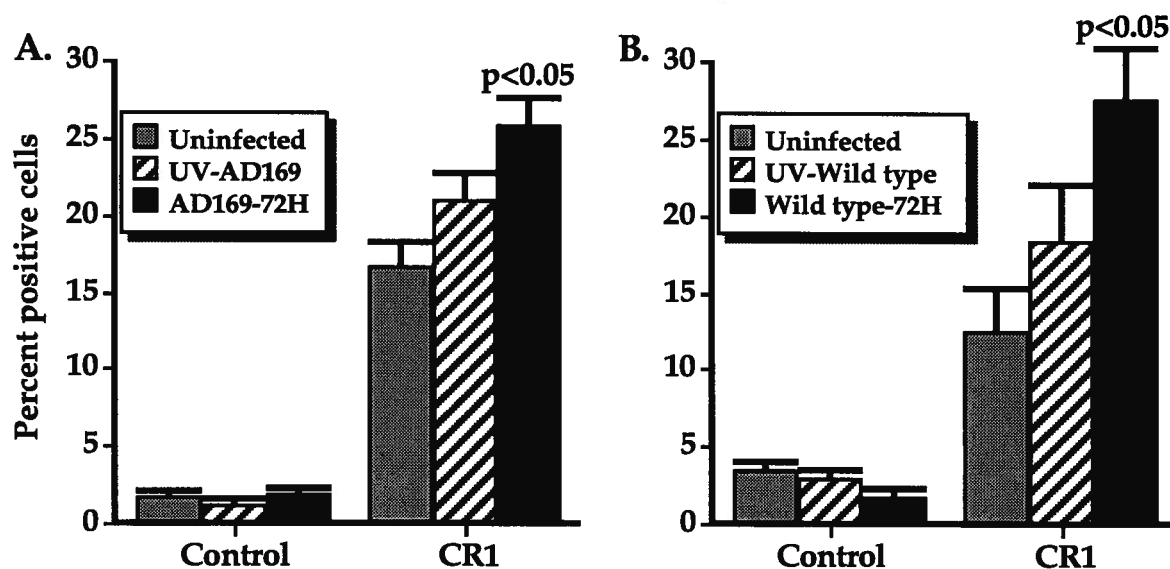 A.
Percent positive cells
30
25
20
15
10
5
0
Uninfected
UV-AD169
AD169-72H
p<0.05
Control
CR1
B.
30
25
20
15
10
5
0
Uninfected
UV-Wild type
Wild type-72H
p<0.05
Control
CR1